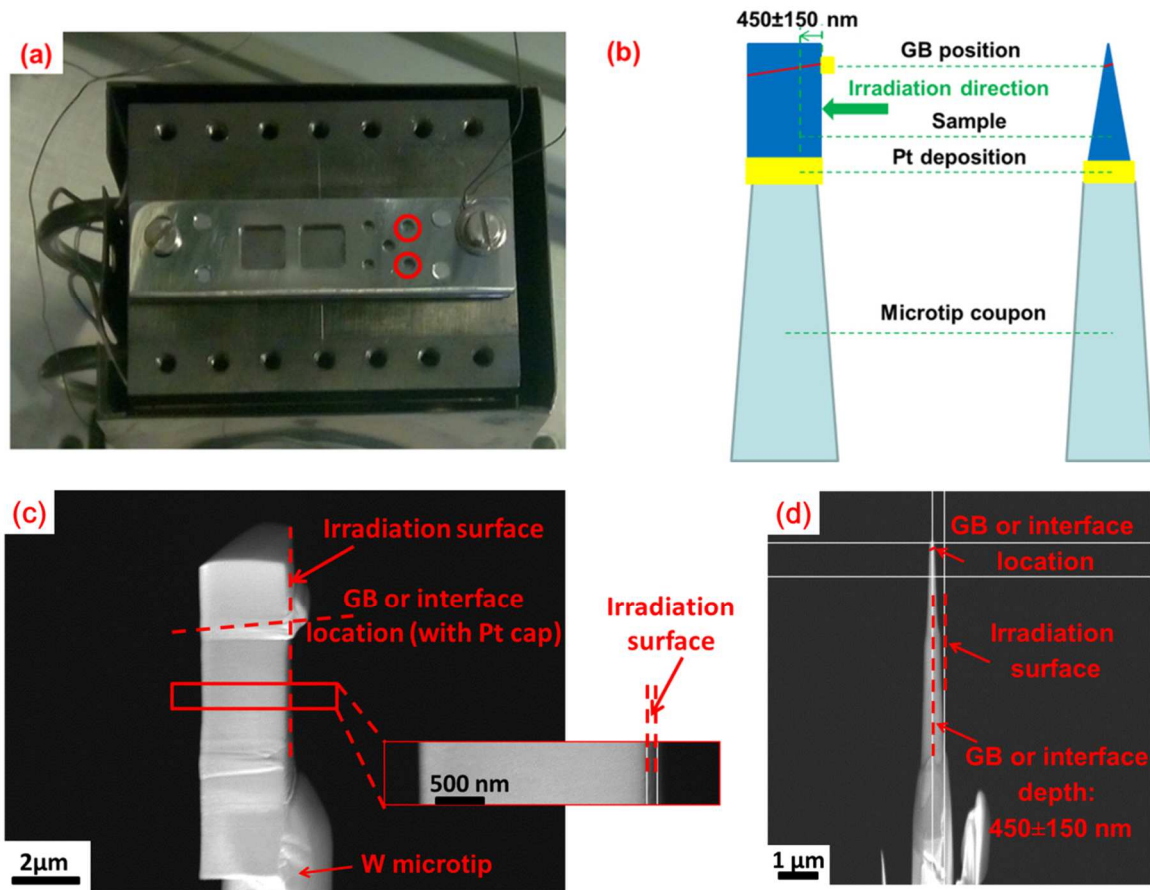 (a)
(b)
450±150 nm
GB position
Irradiation direction
Sample
Pt deposition
Microtip coupon
(c)
Irradiation surface
GB or interface
location (with Pt cap)
Irradiation
surface
500 nm
W microtip
2μm
(d)
GB or interface
location
Irradiation
surface
GB or interface
depth:
450±150 nm
1 μm